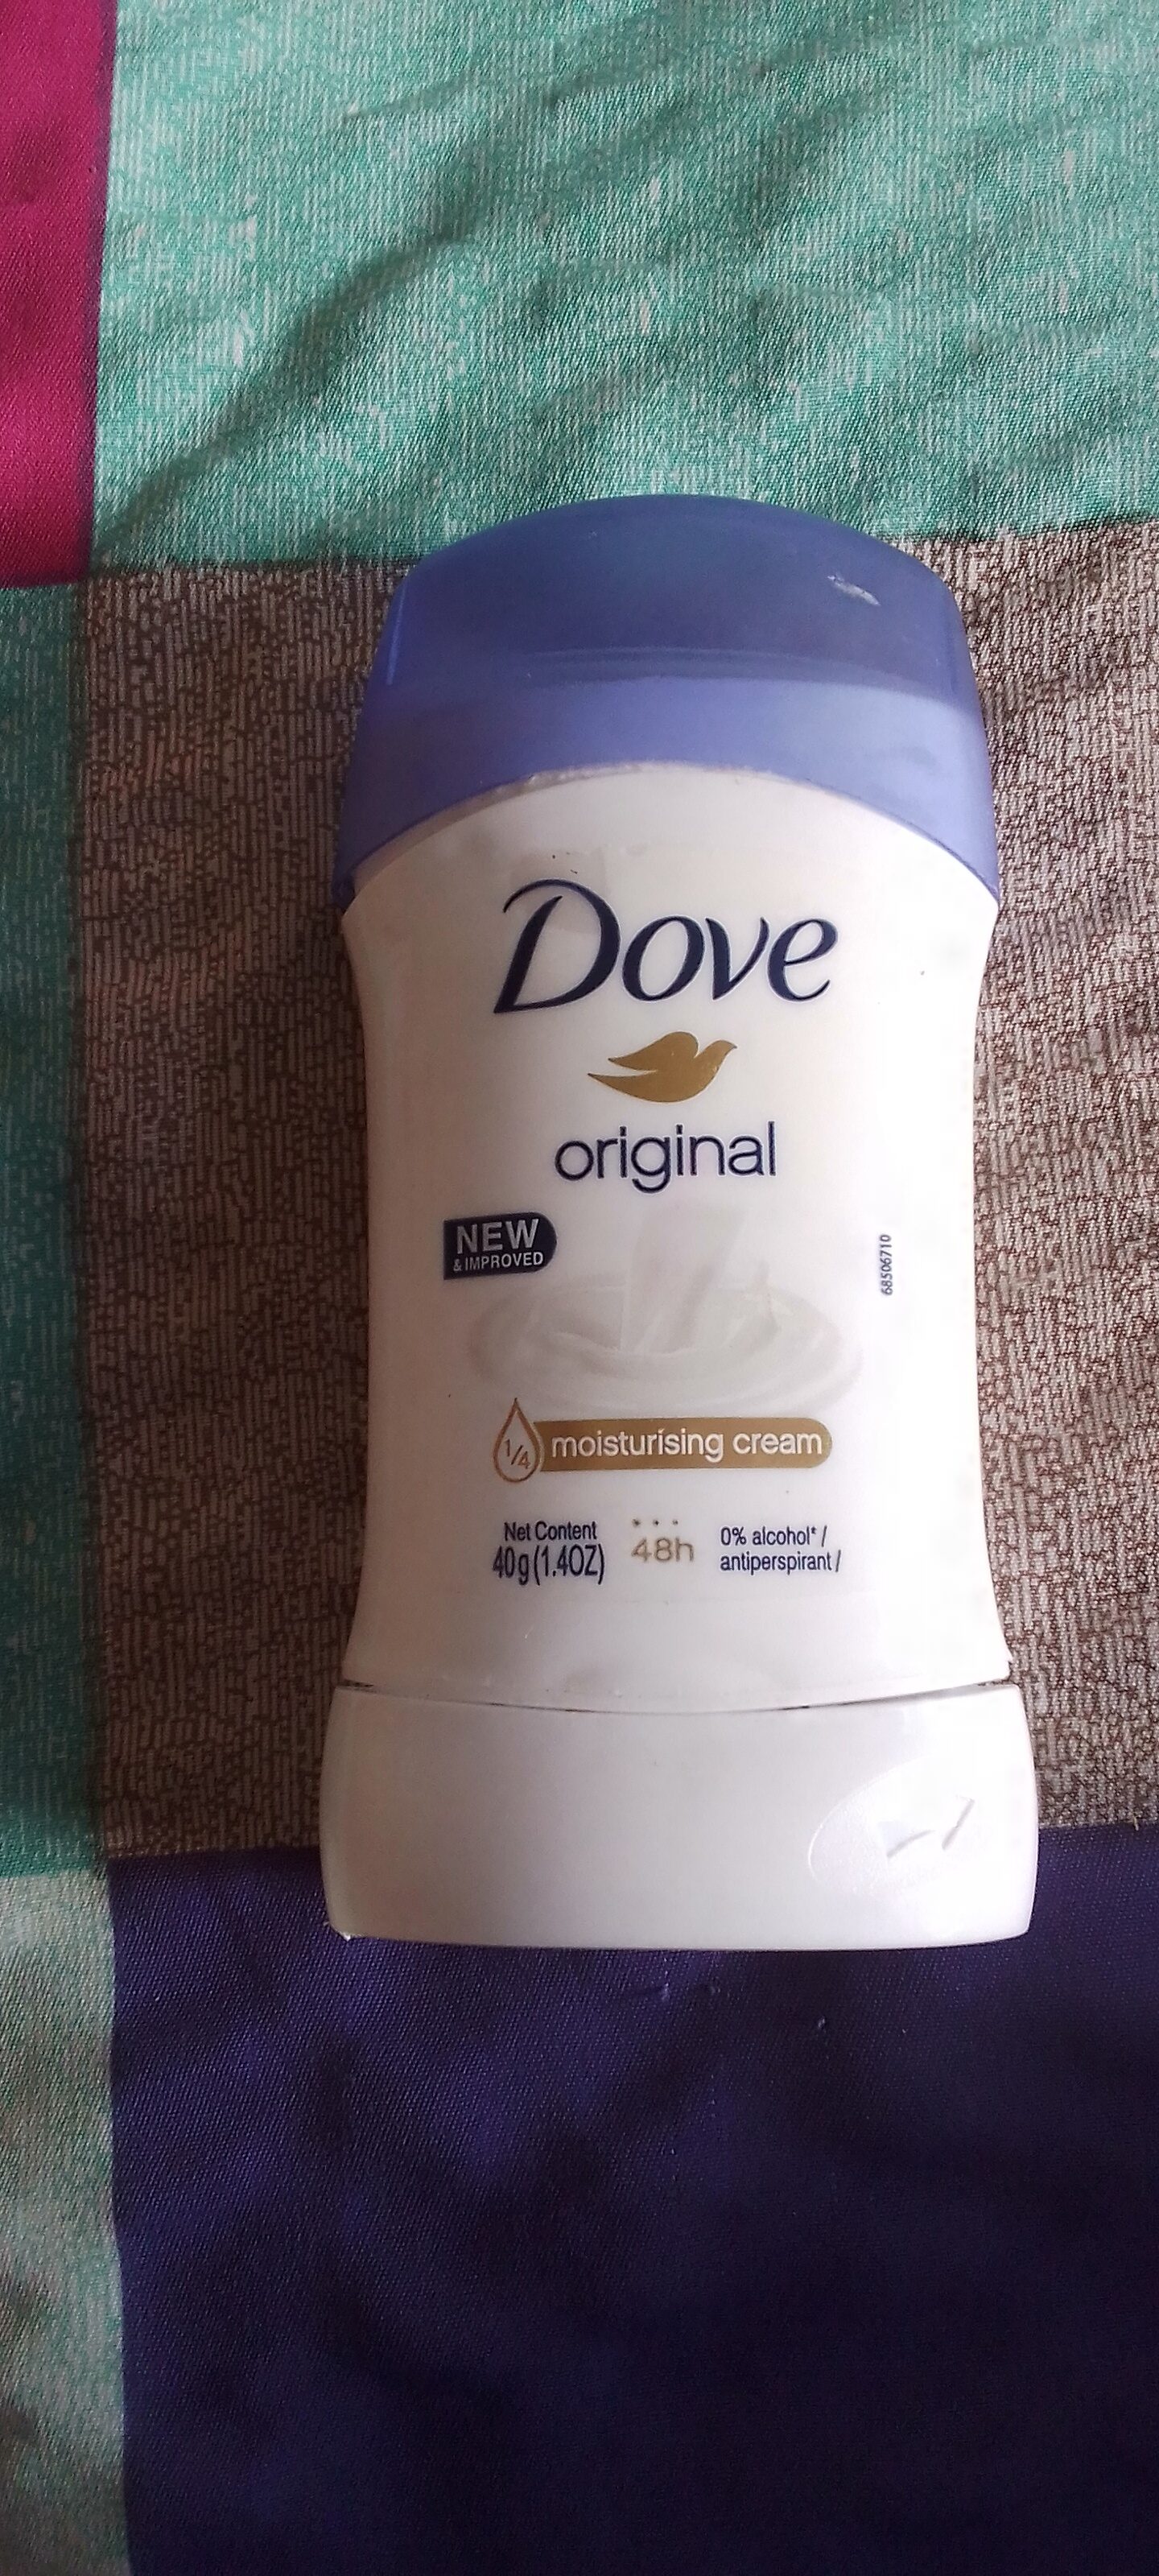 Dove
original
NEW
& IMPROVED
68506710
1/4 moisturising cream
Net Content
40g (1.4OZ)
48h
0% alcohol* /
antiperspirant /